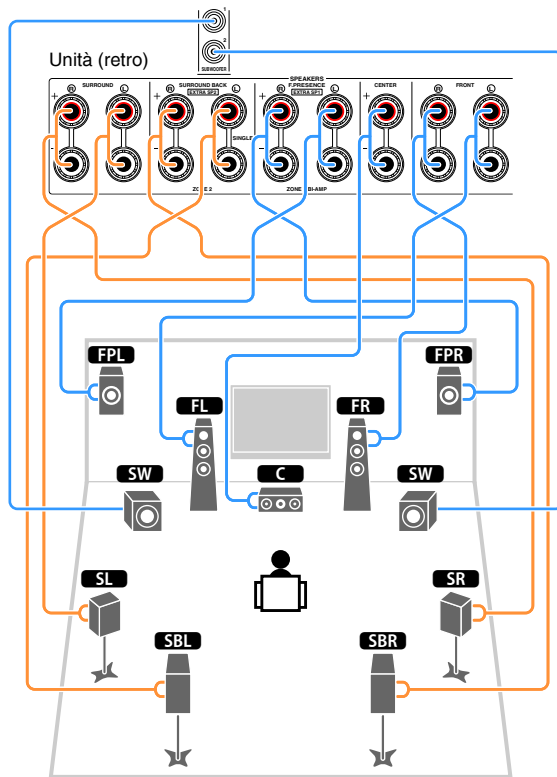 1
2
SUBWOOFER
Unità (retro)
SPEAKERS
SURROUND
SURROUND BACK
F.PRESENCE
CENTER
FRONT
R
L
R
EXTRA SP2
L
R
EXTRA SP1
L
R
L
+
+
+
+
+
-
-
SINGLE
ZONE 2
ZONE
BI-AMP
FPL
FPR
FL
FR
SW
C
SW
SL
SR
SBL
SBR